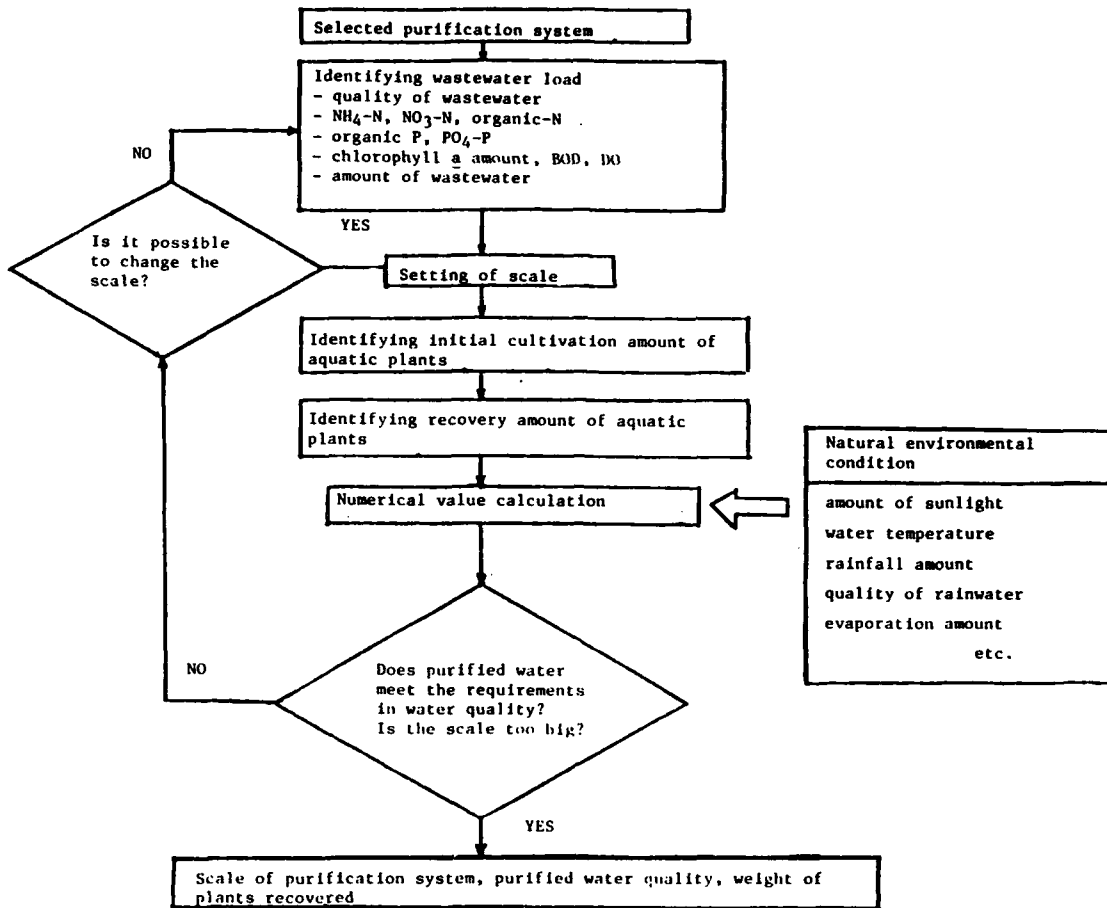 Selected purification system
Identifying wastewater load
- quality of wastewater
- NH4-N, NO3-N, organic-N
- organic P, PO4-P
- chlorophyll a amount, BOD, DO
- amount of wastewater
NO
YES
Is it possible
to change the
scale?
Setting of scale
Identifying initial cultivation amount of
aquatic plants
Identifying recovery amount of aquatic
plants
Numerical value calculation
Natural environmental
condition
amount of sunlight
water temperature
rainfall amount
quality of rainwater
evaporation amount
etc.
NO
Does purified water
meet the requirements
in water quality?
Is the scale too big?
YES
Scale of purification system, purified water quality, weight of
plants recovered